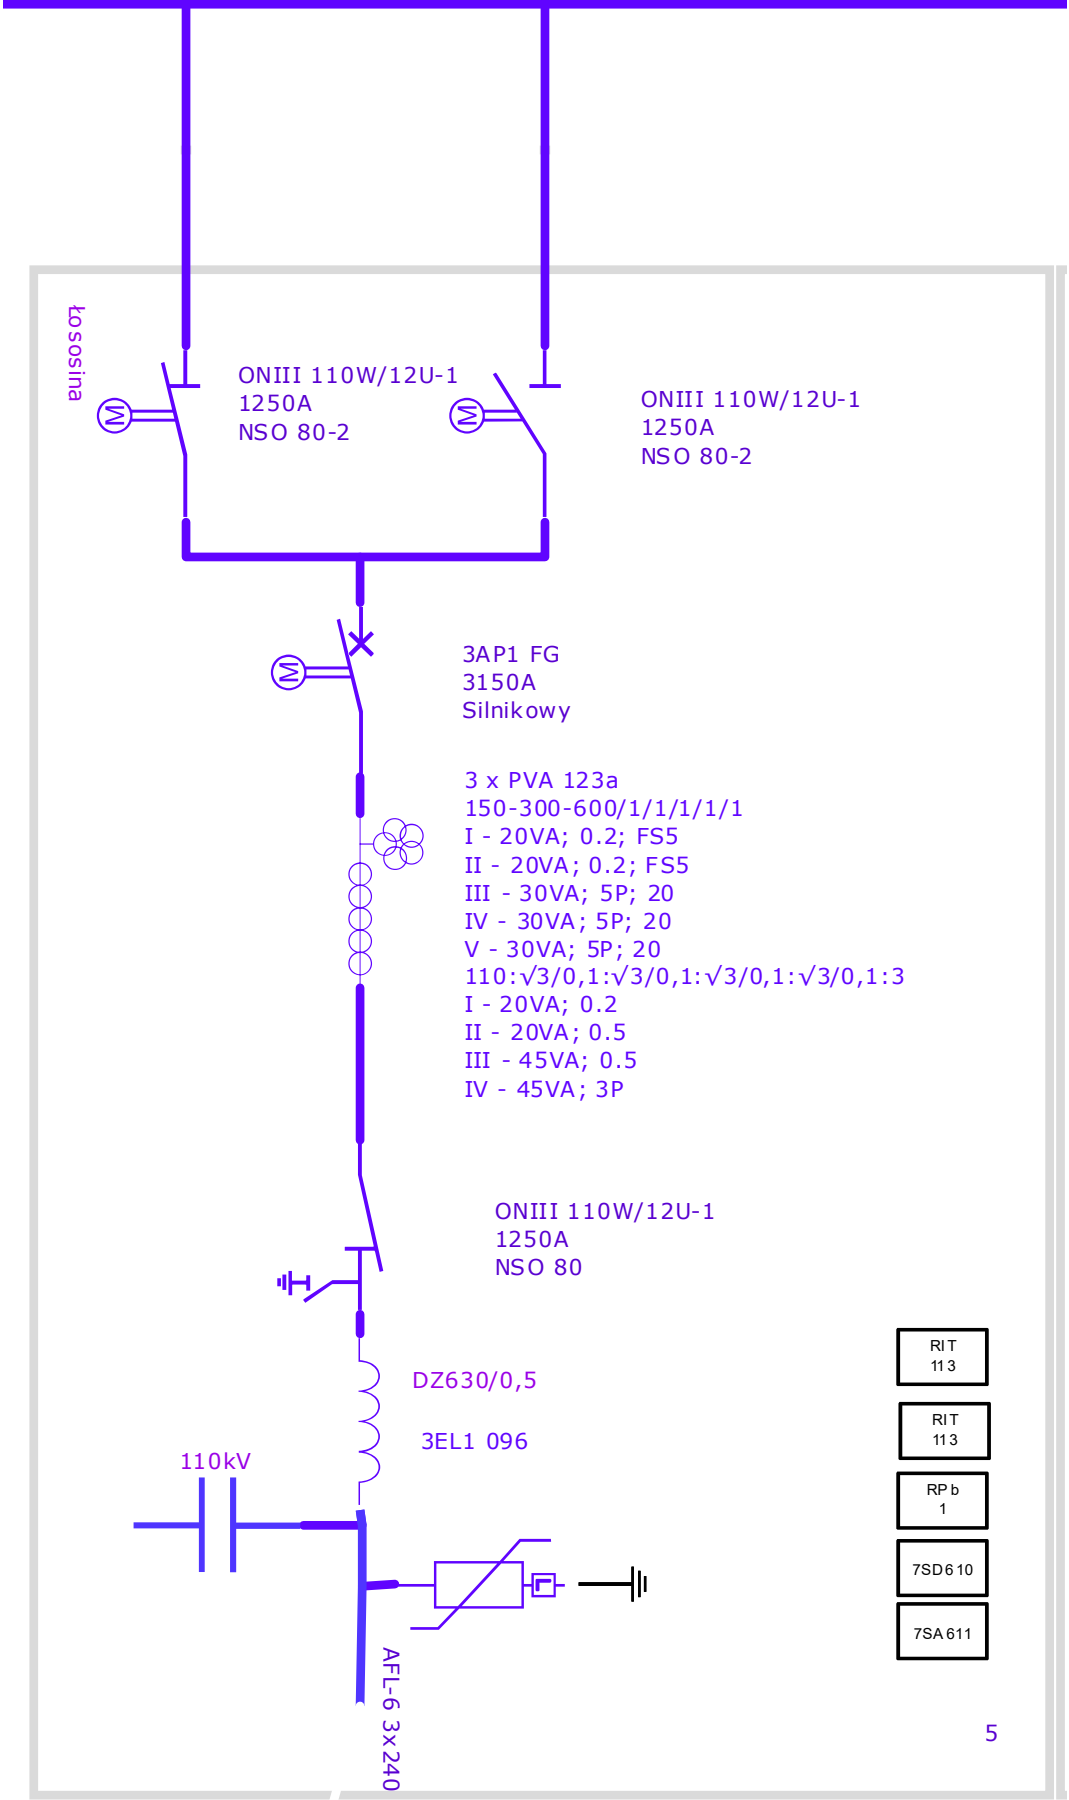 Łososina
ONIII 110W/12U-1
1250A
NSO 80-2
M
M
ONIII 110W/12U-1
1250A
NSO 80-2
M
3AP1 FG
3150A
Silnikowy
3 x PVA 123a
150-300-600/1/1/1/1/1
I - 20VA; 0.2; FS5
II - 20VA; 0.2; FS5
III - 30VA; 5P; 20
IV - 30VA; 5P; 20
V - 30VA; 5P; 20
110:√3/0,1:√3/0,1:√3/0,1:√3/0,1:3
I - 20VA; 0.2
II - 20VA; 0.5
III - 45VA; 0.5
IV - 45VA; 3P
ONIII 110W/12U-1
1250A
NSO 80
RIT
113
DZ630/0,5
RIT
113
3EL1 096
110kV
RPb
1
7SD610
7SA611
AFL-6 3x240
5